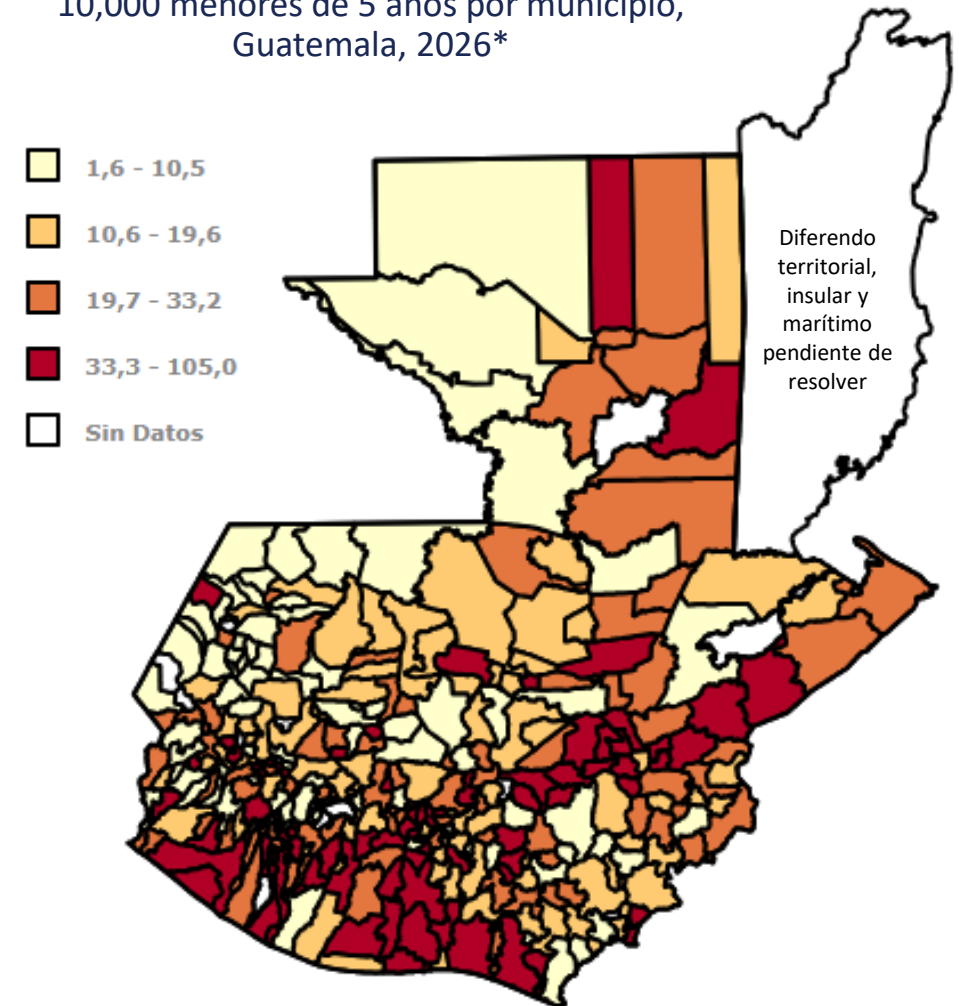 10,000 menores de 5 años por municipio,
Guatemala, 2026*
1,6 - 10,5
10,6 - 19,6
19,7 - 33,2
33,3 - 105,0
Sin Datos
Diferendo
territorial,
insular y
marítimo
pendiente de
resolver